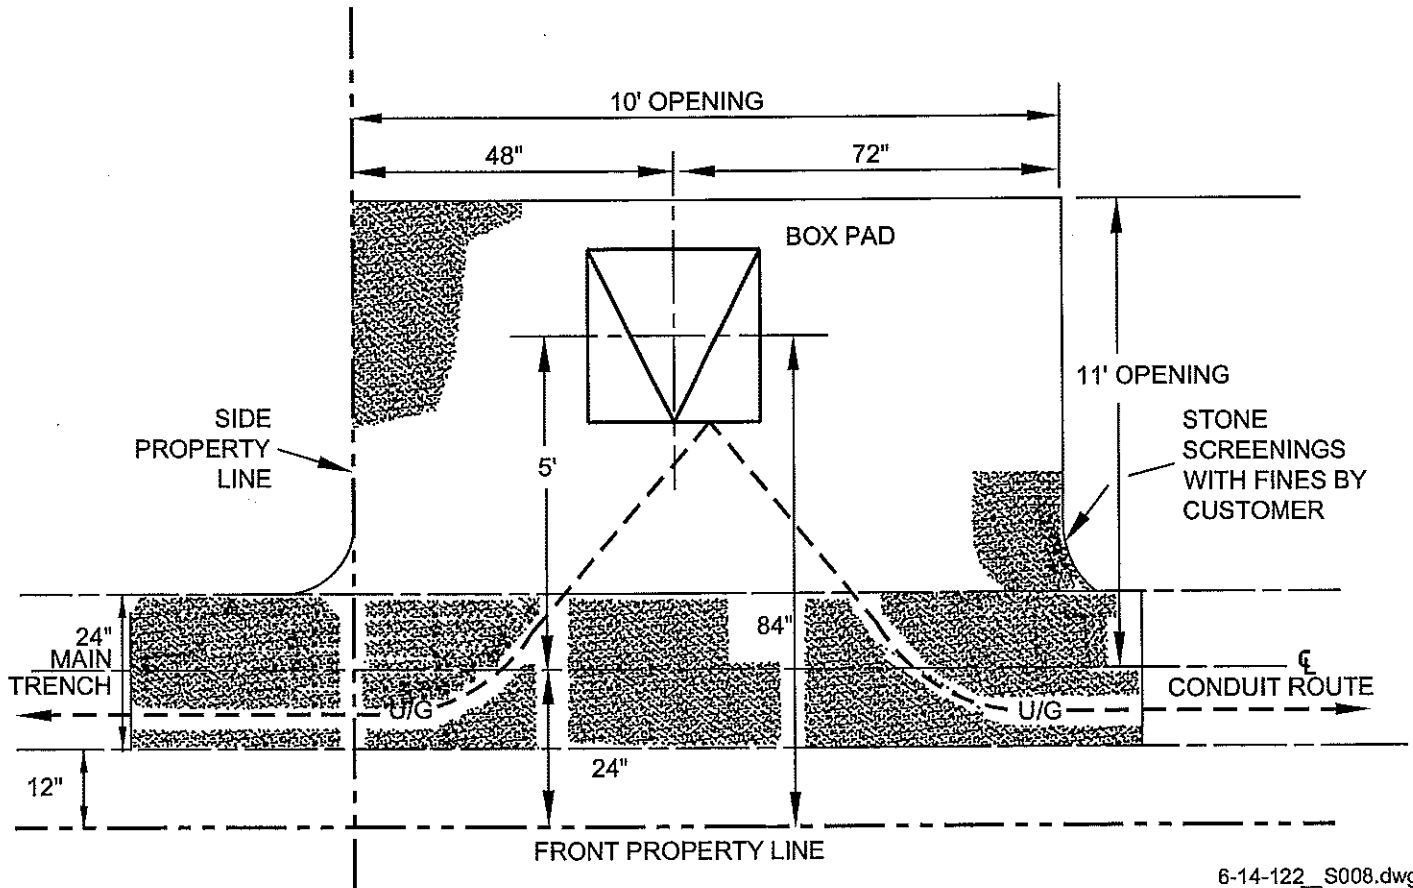 10' OPENING
48"
72"
BOX PAD
11' OPENING
SIDE
PROPERTY
LINE
5'
STONE
SCREENINGS
WITH FINES BY
CUSTOMER
24"
MAIN
TRENCH
84"
℄
CONDUIT ROUTE
U/G
U/G
12"
24"
FRONT PROPERTY LINE
6-14-122_S008.dwg